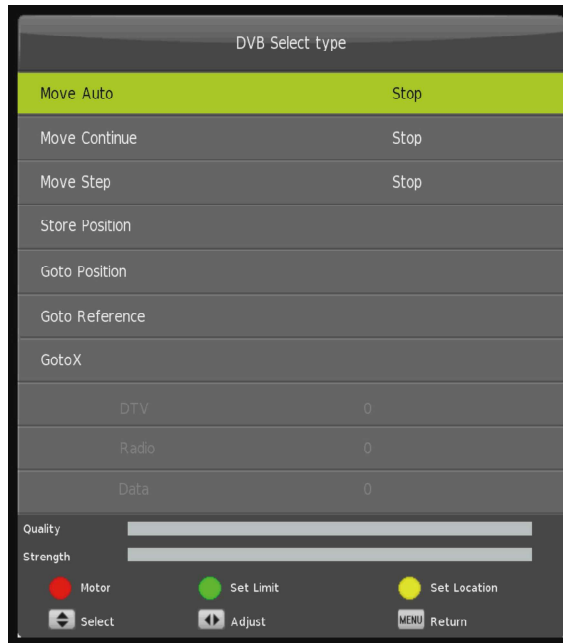 DVB Select type
Move Auto Stop
Move Continue Stop
Move Step Stop
Store Position
Goto Position
Goto Reference
GotoX
DTV 0
Radio 0
Data 0
Quality
Strength
Motor Set Limit Set Location
Select Adjust MENU Return